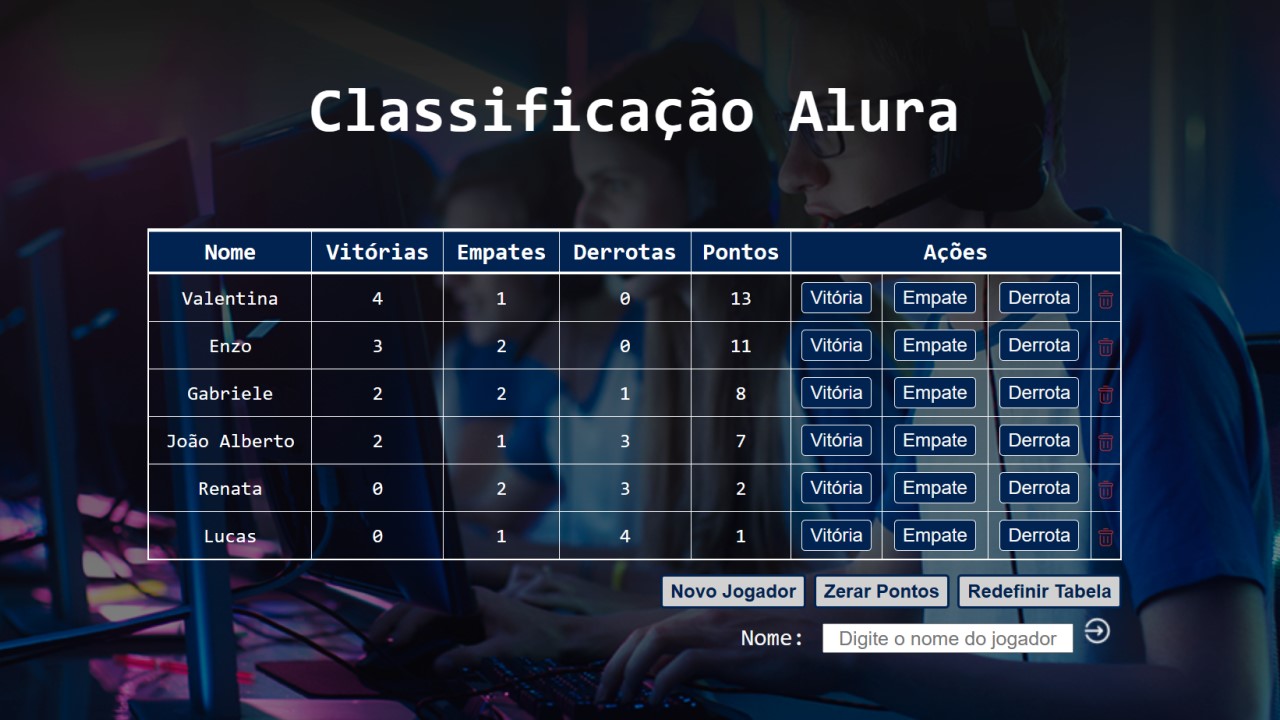 Classificação Alura
Nome Vitórias Empates Derrotas Pontos Ações
Valentina 4 1 0 13 Vitória Empate Derrota
Enzo 3 2 0 11 Vitória Empate Derrota
Gabriele 2 2 1 8 Vitória Empate Derrota
João Alberto 2 1 3 7 Vitória Empate Derrota
Renata 0 2 3 2 Vitória Empate Derrota
Lucas 0 1 4 1 Vitória Empate Derrota
Novo Jogador Zerar Pontos Redefinir Tabela
Nome: Digite o nome do jogador